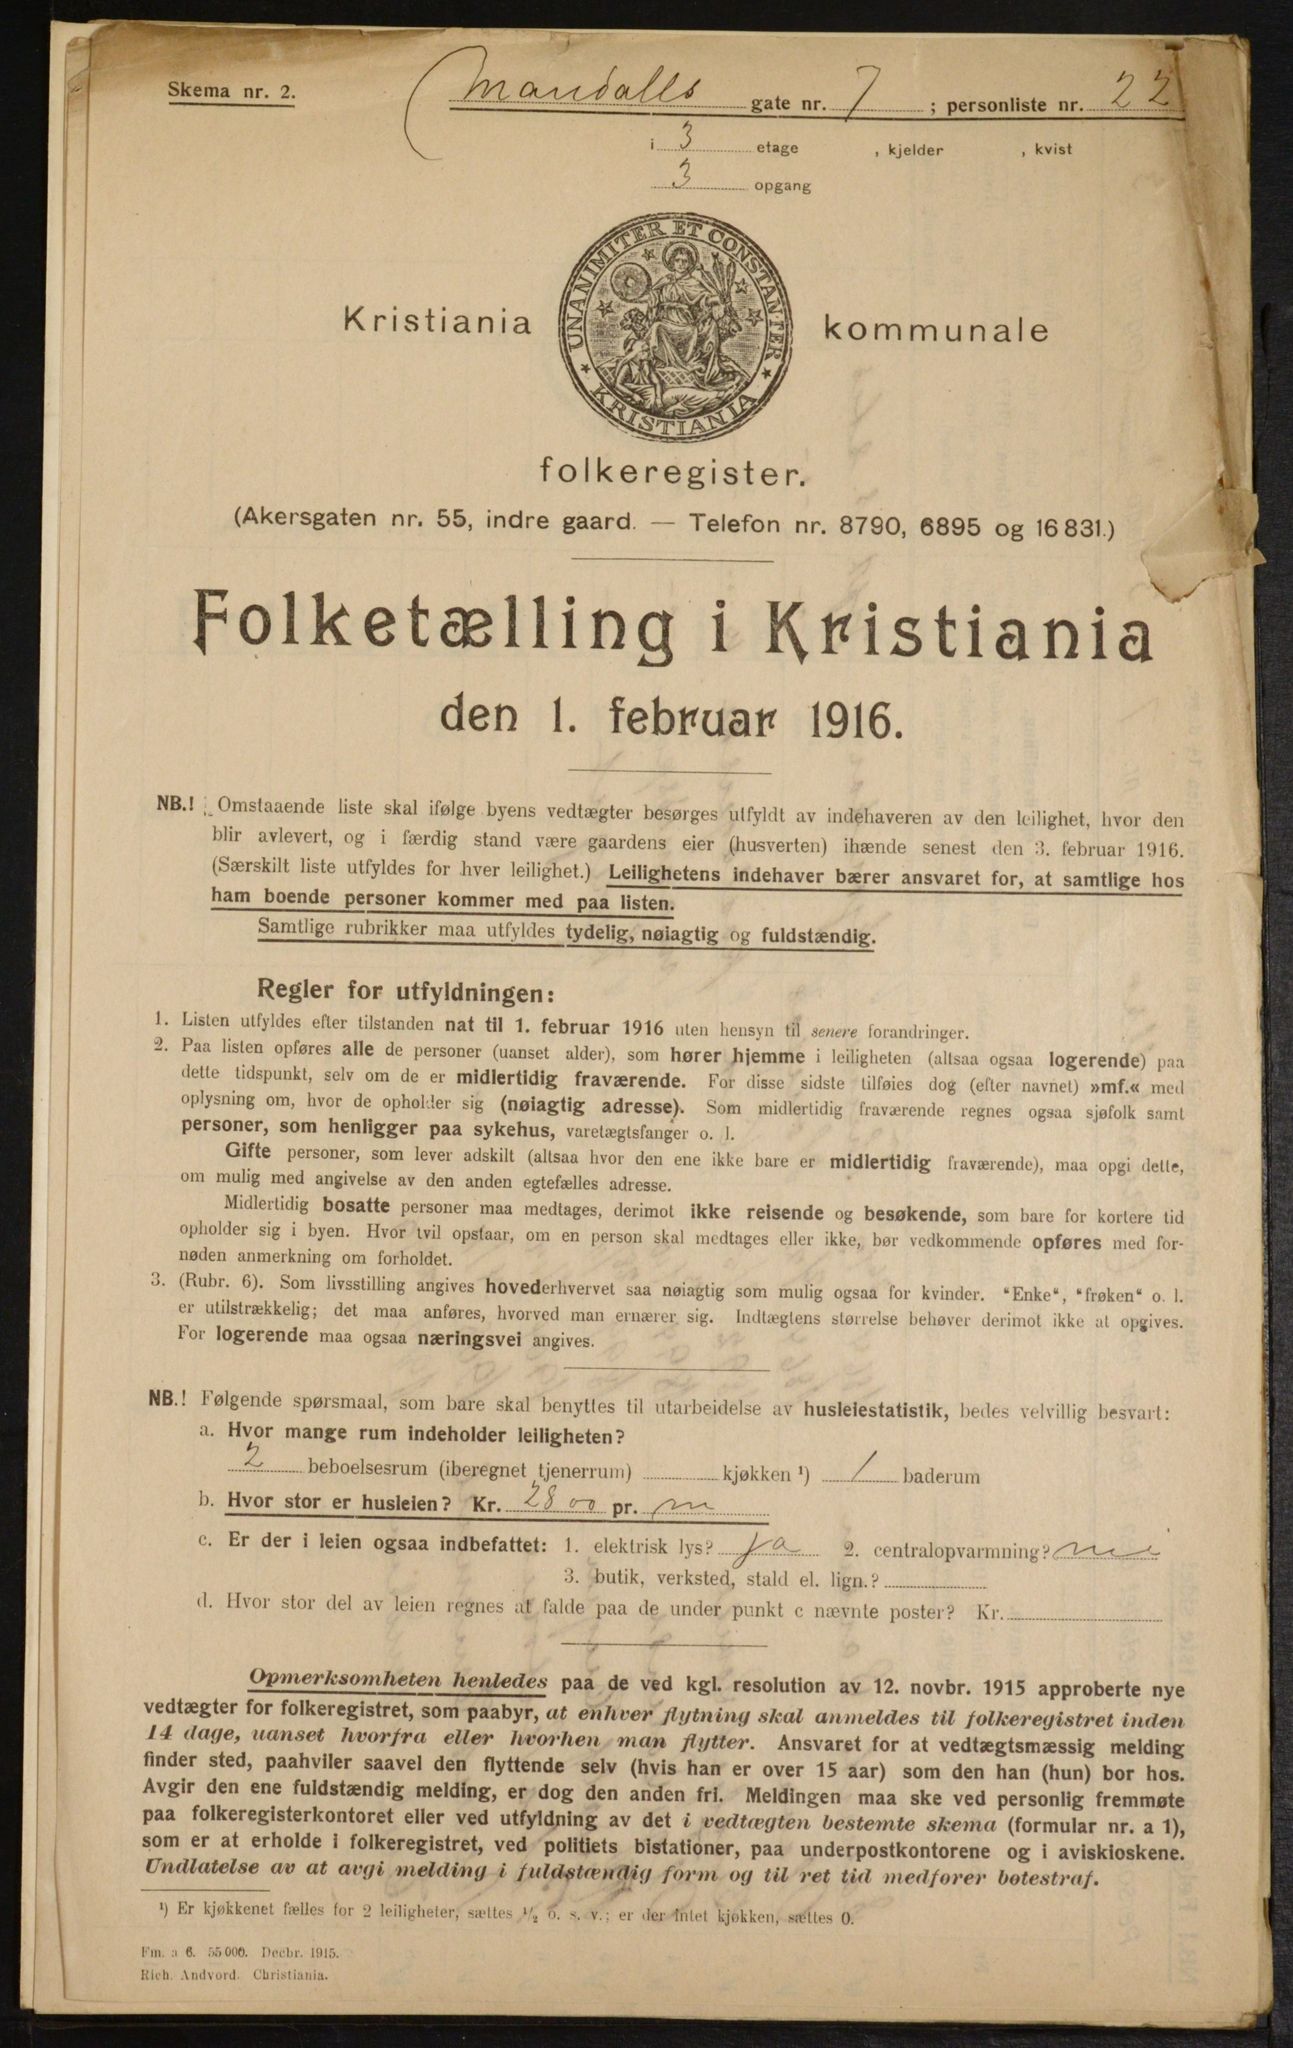 Skema nr. 2.
Mandalls gate nr. 7 ; personliste nr. 22
i 3 etage , kjelder , kvist
3 opgang
UNANIMITER ET CONSTANTER
KRISTIANIA
Kristiania kommunale
folkeregister.
(Akersgaten nr. 55, indre gaard. — Telefon nr. 8790, 6895 og 16 831.)
Folketælling i Kristiania
den 1. februar 1916.
NB.! Omstaaende liste skal ifølge byens vedtægter besørges utfyldt av indehaveren av den leilighet, hvor den
blir avlevert, og i færdig stand være gaardens eier (husverten) ihænde senest den 3. februar 1916.
(Særskilt liste utfyldes for hver leilighet.) Leilighetens indehaver bærer ansvaret for, at samtlige hos
ham boende personer kommer med paa listen.
Samtlige rubrikker maa utfyldes tydelig, nøiagtig og fuldstændig.
Regler for utfyldningen:
1. Listen utfyldes efter tilstanden nat til 1. februar 1916 uten hensyn til senere forandringer.
2. Paa listen opføres alle de personer (uanset alder), som hører hjemme i leiligheten (altsaa ogsaa logerende) paa
dette tidspunkt, selv om de er midlertidig fraværende. For disse sidste tilføies dog (efter navnet) »mf.« med
oplysning om, hvor de opholder sig (nøiagtig adresse). Som midlertidig fraværende regnes ogsaa sjøfolk samt
personer, som henligger paa sykehus, varetægtsfanger o. l.
Gifte personer, som lever adskilt (altsaa hvor den ene ikke bare er midlertidig fraværende), maa opgi dette,
om mulig med angivelse av den anden egtefælles adresse.
Midlertidig bosatte personer maa medtages, derimot ikke reisende og besøkende, som bare for kortere tid
opholder sig i byen. Hvor tvil opstaar, om en person skal medtages eller ikke, bør vedkommende opføres med for-
nøden anmerkning om forholdet.
3. (Rubr. 6). Som livsstilling angives hovederhvervet saa nøiagtig som mulig ogsaa for kvinder. "Enke", "frøken" o. l.
er utilstrækkelig; det maa anføres, hvorved man ernærer sig. Indtægtens størrelse behøver derimot ikke at opgives.
For logerende maa ogsaa næringsvei angives.
NB.! Følgende spørsmaal, som bare skal benyttes til utarbeidelse av husleiestatistik, bedes velvillig besvart:
a. Hvor mange rum indeholder leiligheten?
2 beboelsesrum (iberegnet tjenerrum) kjøkken ¹) 1 baderum
b. Hvor stor er husleien? Kr. 28 00 pr. m
c. Er der i leien ogsaa indbefattet: 1. elektrisk lys? ja 2. centralopvarmning? nei
3. butik, verksted, stald el. lign.?
d. Hvor stor del av leien regnes at falde paa de under punkt c nævnte poster? Kr.
Opmerksomheten henledes paa de ved kgl. resolution av 12. novbr. 1915 approberte nye
vedtægter for folkeregistret, som paabyr, at enhver flytning skal anmeldes til folkeregistret inden
14 dage, uanset hvorfra eller hvorhen man flytter. Ansvaret for at vedtægtsmæssig melding
finder sted, paahviler saavel den flyttende selv (hvis han er over 15 aar) som den han (hun) bor hos.
Avgir den ene fuldstændig melding, er dog den anden fri. Meldingen maa ske ved personlig fremmøte
paa folkeregisterkontoret eller ved utfyldning av det i vedtægten bestemte skema (formular nr. a 1),
som er at erholde i folkeregistret, ved politiets bistationer, paa underpostkontorene og i aviskioskene.
Undlatelse av at avgi melding i fuldstændig form og til ret tid medfører bøtestraf.
¹) Er kjøkkenet fælles for 2 leiligheter, sættes ½ o. s. v.; er der intet kjøkken, sættes 0.
Fm. a 6. 55 000. Decbr. 1915.
Rich. Andvord. Christiania.